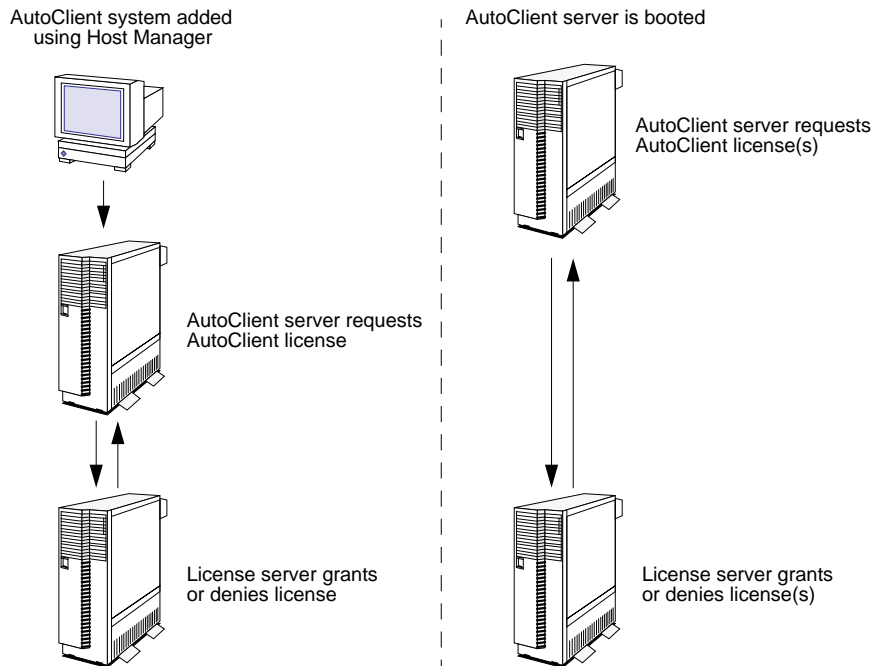 AutoClient system added
using Host Manager
AutoClient server requests
AutoClient license
License server grants
or denies license
AutoClient server is booted
AutoClient server requests
AutoClient license(s)
License server grants
or denies license(s)